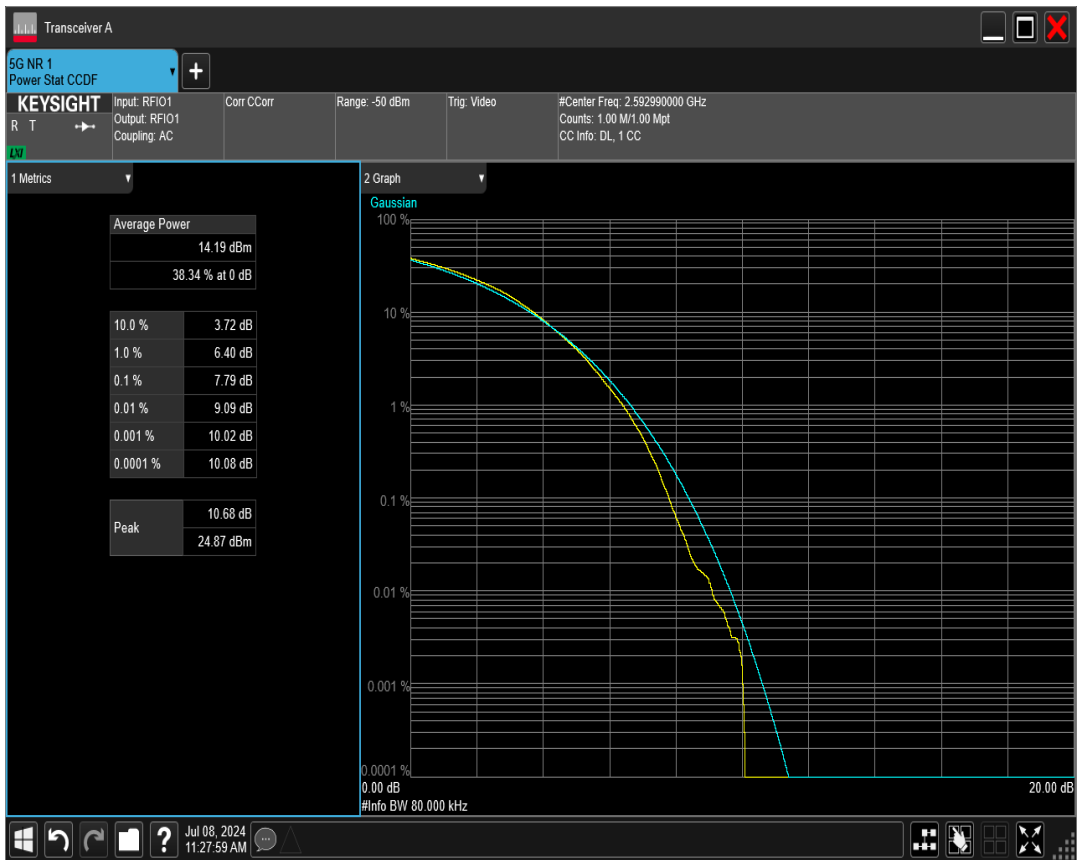 Transceiver A
5G NR 1
Power Stat CCDF
KEYSIGHT
R T
LXI
Input: RFIO1
Output: RFIO1
Coupling: AC
Corr CCorr
Range: -50 dBm
Trig: Video
#Center Freq: 2.592990000 GHz
Counts: 1.00 M/1.00 Mpt
CC Info: DL, 1 CC
1 Metrics
Average Power
14.19 dBm
38.34 % at 0 dB
10.0 % 3.72 dB
1.0 % 6.40 dB
0.1 % 7.79 dB
0.01 % 9.09 dB
0.001 % 10.02 dB
0.0001 % 10.08 dB
Peak
10.68 dB
24.87 dBm
2 Graph
Gaussian
100 %
10 %
1 %
0.1 %
0.01 %
0.001 %
0.0001 %
0.00 dB 20.00 dB
#Info BW 80.000 kHz
Jul 08, 2024
11:27:59 AM